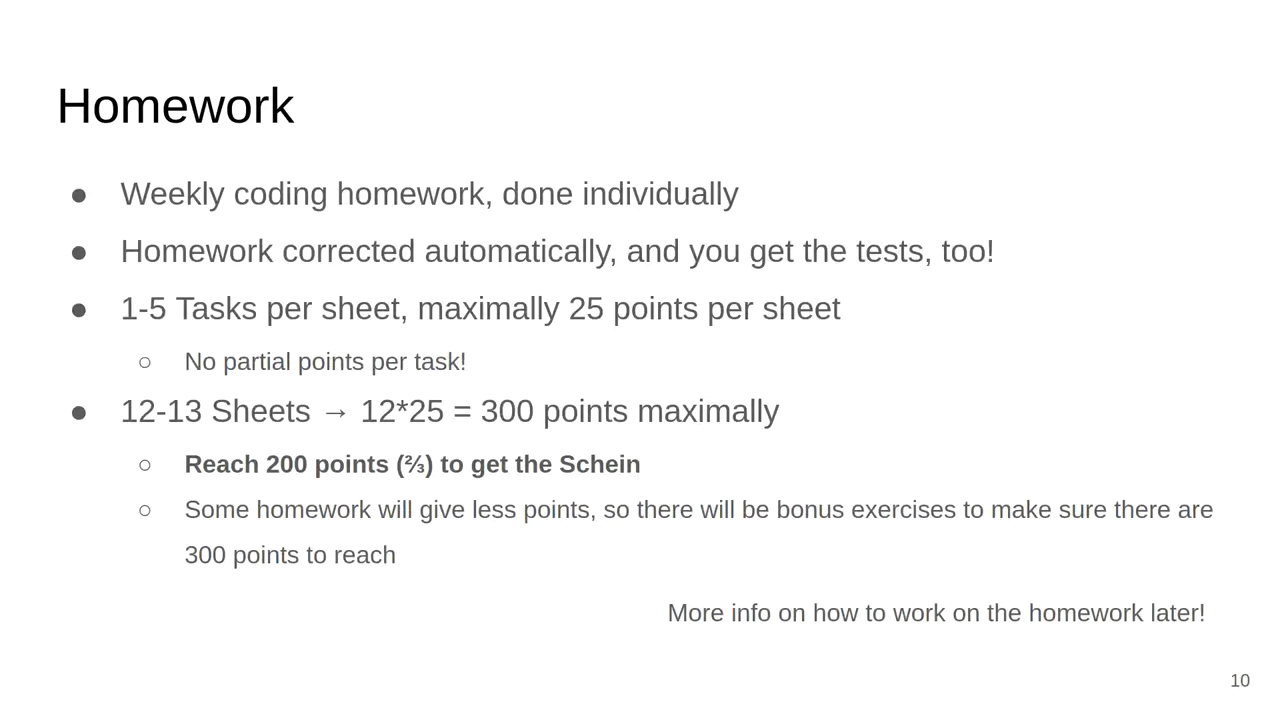 Homework
● Weekly coding homework, done individually
● Homework corrected automatically, and you get the tests, too!
● 1-5 Tasks per sheet, maximally 25 points per sheet
○ No partial points per task!
● 12-13 Sheets → 12*25 = 300 points maximally
○ Reach 200 points (⅔) to get the Schein
○ Some homework will give less points, so there will be bonus exercises to make sure there are
300 points to reach
More info on how to work on the homework later!
10